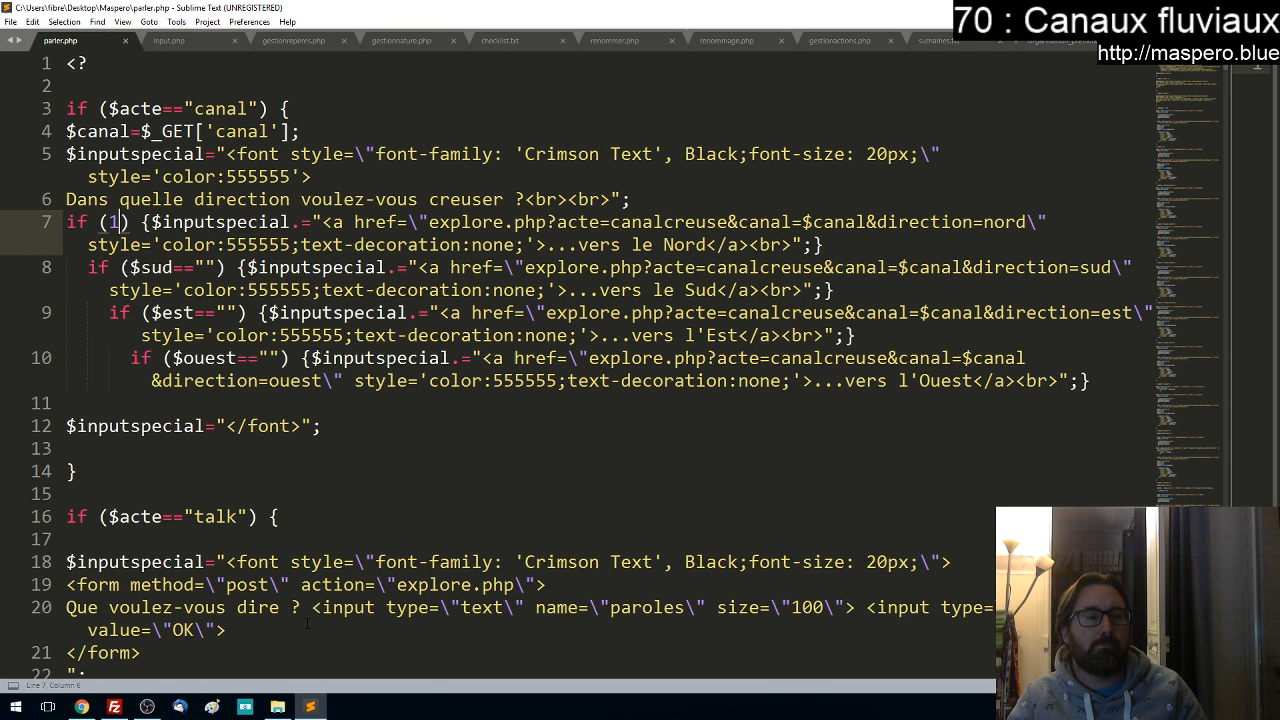 C:\Users\fibre\Desktop\Maspero\parler.php - Sublime Text (UNREGISTERED)
70 : Canaux fluviaux
File Edit Selection Find View Goto Tools Project Preferences Help
http://maspero.blue
parler.php × input.php × gestionreperes.php × gestionnature.php × checklist.txt × renommer.php × renommage.php × gestionactions.php × surnames.txt
1 <?
2
3 if ($acte=="canal") {
4 $canal=$_GET['canal'];
5 $inputspecial="<font style=\"font-family: 'Crimson Text', Black;font-size: 20px;\"
style='color:555555'>
6 Dans quelle direction voulez-vous creuser ?<br><br>";
7 if (1) {$inputspecial.="<a href=\"explore.php?acte=canalcreuse&canal=$canal&direction=nord\"
style='color:555555;text-decoration:none;'>...vers le Nord</a><br>";}
8 if ($sud=="") {$inputspecial.="<a href=\"explore.php?acte=canalcreuse&canal=$canal&direction=sud\"
style='color:555555;text-decoration:none;'>...vers le Sud</a><br>";}
9 if ($est=="") {$inputspecial.="<a href=\"explore.php?acte=canalcreuse&canal=$canal&direction=est\"
style='color:555555;text-decoration:none;'>...vers l'Est</a><br>";}
10 if ($ouest=="") {$inputspecial.="<a href=\"explore.php?acte=canalcreuse&canal=$canal
&direction=ouest\" style='color:555555;text-decoration:none;'>...vers l'Ouest</a><br>";}
11
12 $inputspecial="</font>";
13
14 }
15
16 if ($acte=="talk") {
17
18 $inputspecial="<font style=\"font-family: 'Crimson Text', Black;font-size: 20px;\">
19 <form method=\"post\" action=\"explore.php\">
20 Que voulez-vous dire ? <input type=\"text\" name=\"paroles\" size=\"100\"> <input type=
value=\"OK\">
21 </form>
22 ";
Line 7, Column 6